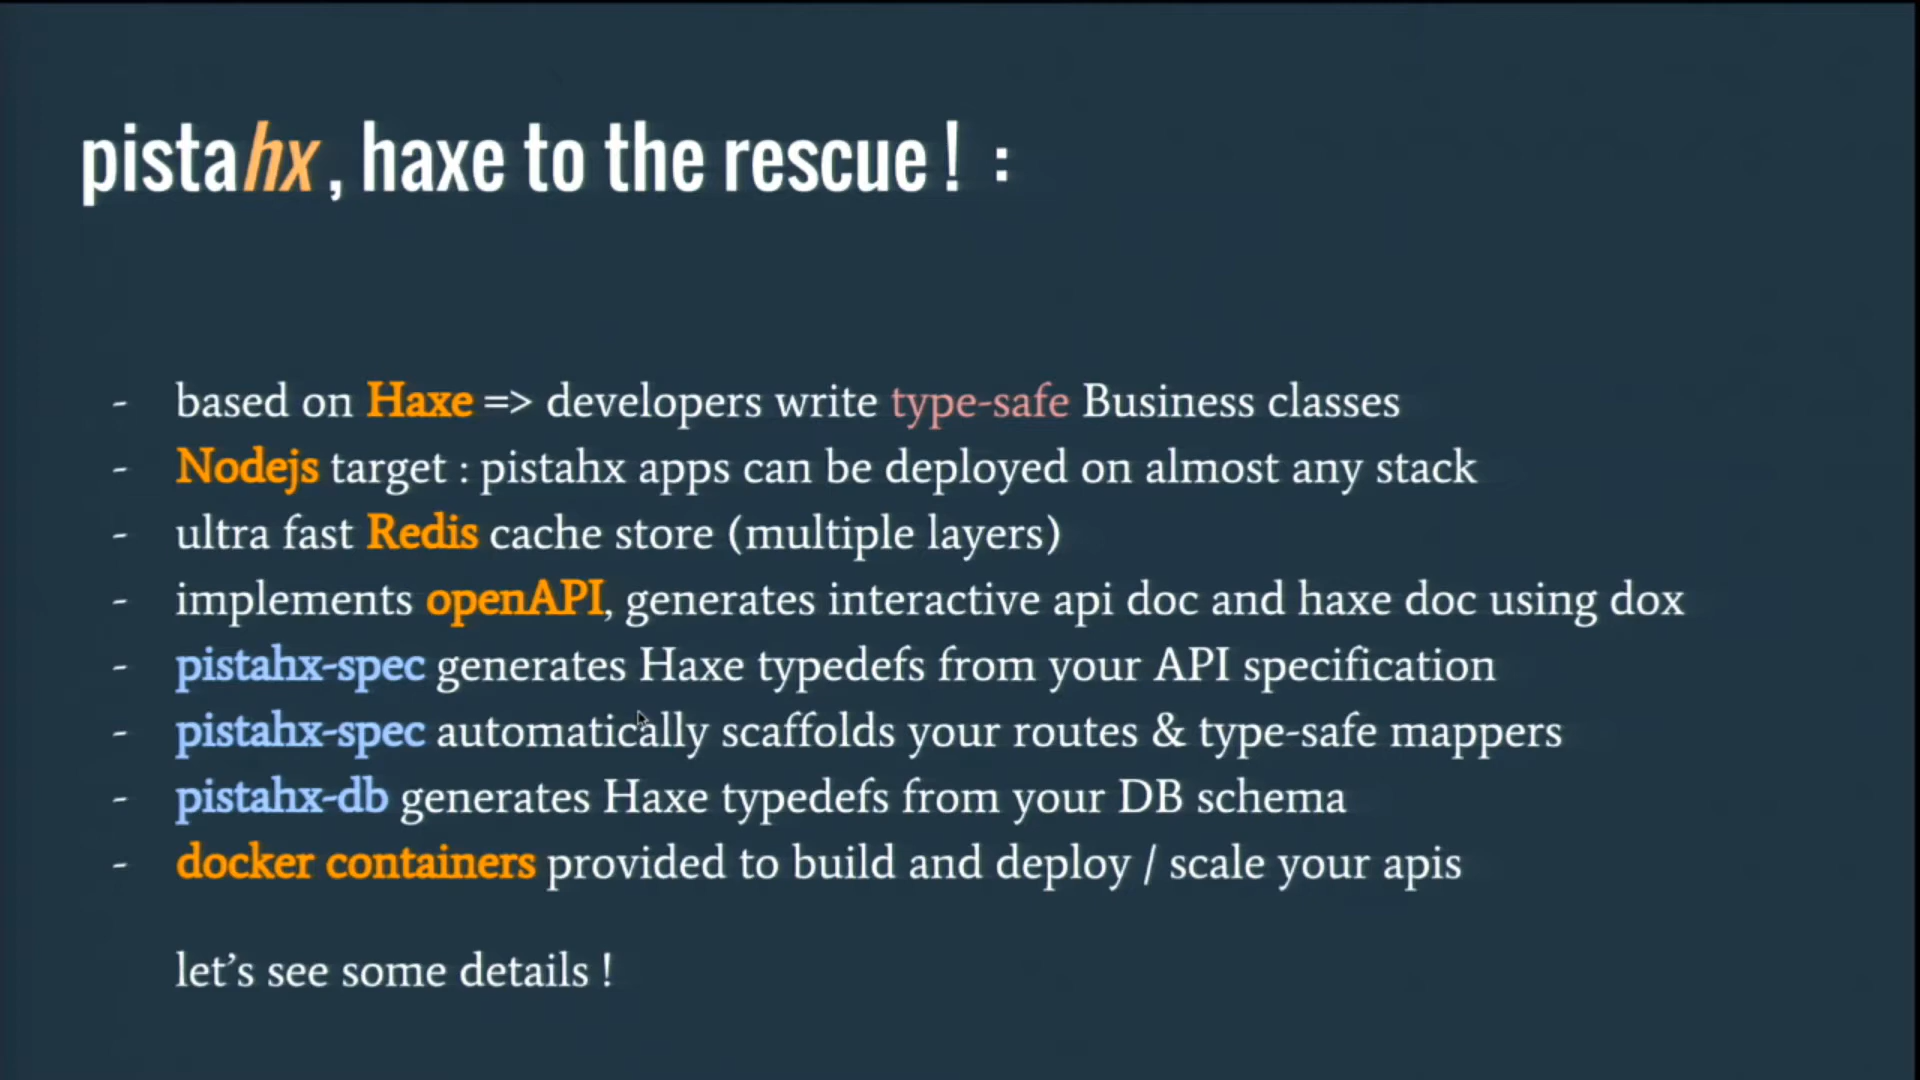 pistahx, haxe to the rescue ! :
- based on Haxe => developers write type-safe Business classes
- Nodejs target : pistahx apps can be deployed on almost any stack
- ultra fast Redis cache store (multiple layers)
- implements openAPI, generates interactive api doc and haxe doc using dox
- pistahx-spec generates Haxe typedefs from your API specification
- pistahx-spec automatically scaffolds your routes & type-safe mappers
- pistahx-db generates Haxe typedefs from your DB schema
- docker containers provided to build and deploy / scale your apis
let’s see some details !